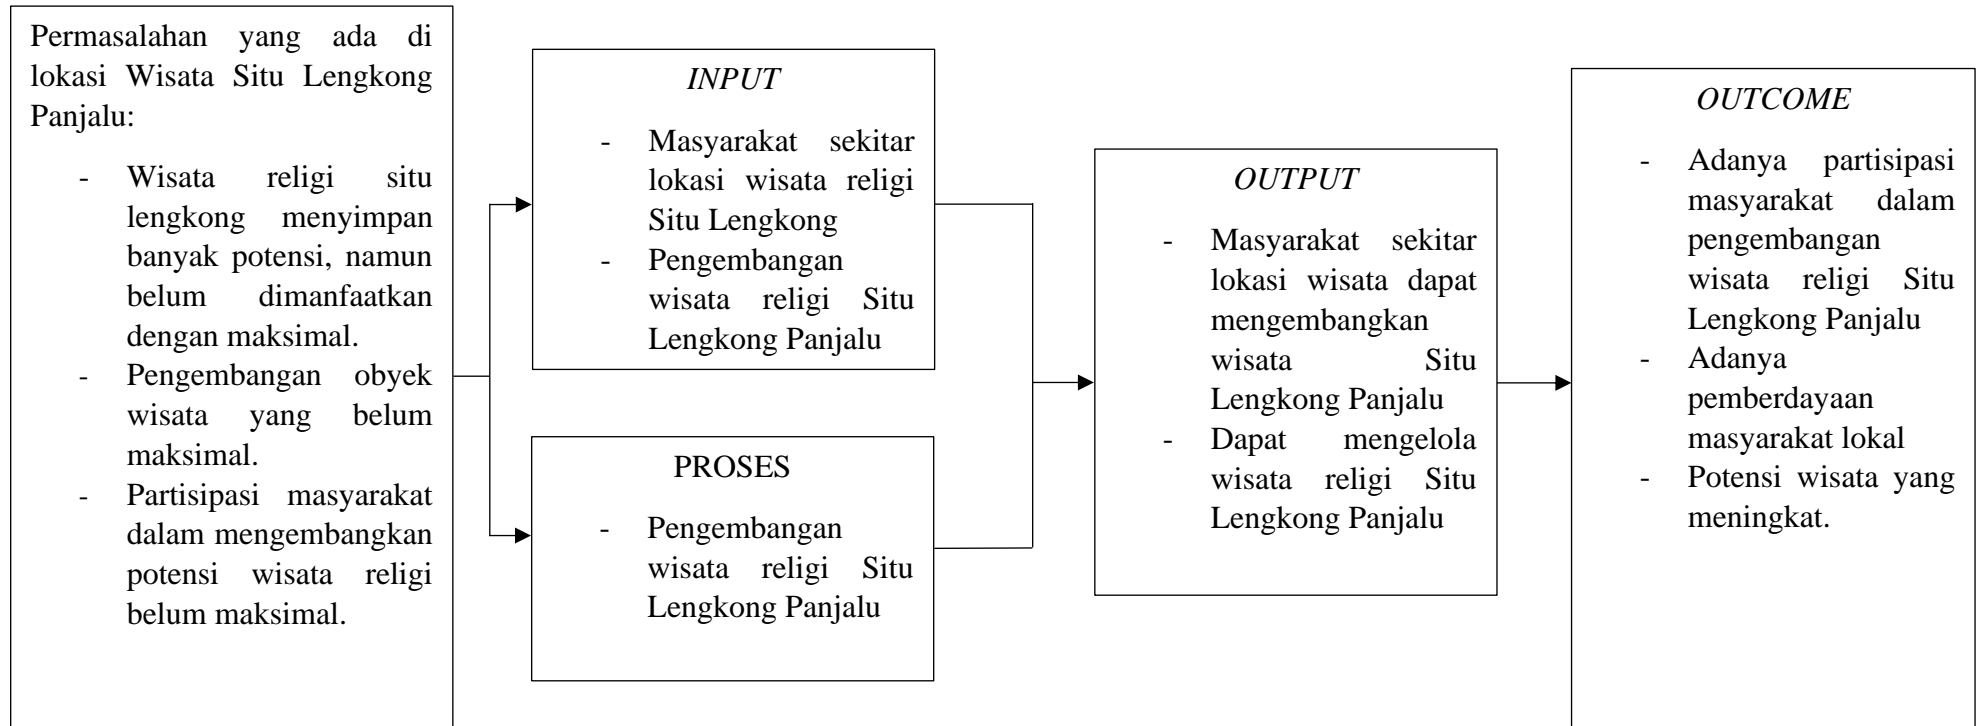 Permasalahan yang ada di
lokasi Wisata Situ Lengkong
Panjalu:
- Wisata religi situ
lengkong menyimpan
banyak potensi, namun
belum dimanfaatkan
dengan maksimal.
- Pengembangan obyek
wisata yang belum
maksimal.
- Partisipasi masyarakat
dalam mengembangkan
potensi wisata religi
belum maksimal.
INPUT
- Masyarakat sekitar
lokasi wisata religi
Situ Lengkong
- Pengembangan
wisata religi Situ
Lengkong Panjalu
PROSES
- Pengembangan
wisata religi Situ
Lengkong Panjalu
OUTPUT
- Masyarakat sekitar
lokasi wisata dapat
mengembangkan
wisata Situ
Lengkong Panjalu
- Dapat mengelola
wisata religi Situ
Lengkong Panjalu
OUTCOME
- Adanya partisipasi
masyarakat dalam
pengembangan
wisata religi Situ
Lengkong Panjalu
- Adanya
pemberdayaan
masyarakat lokal
- Potensi wisata yang
meningkat.